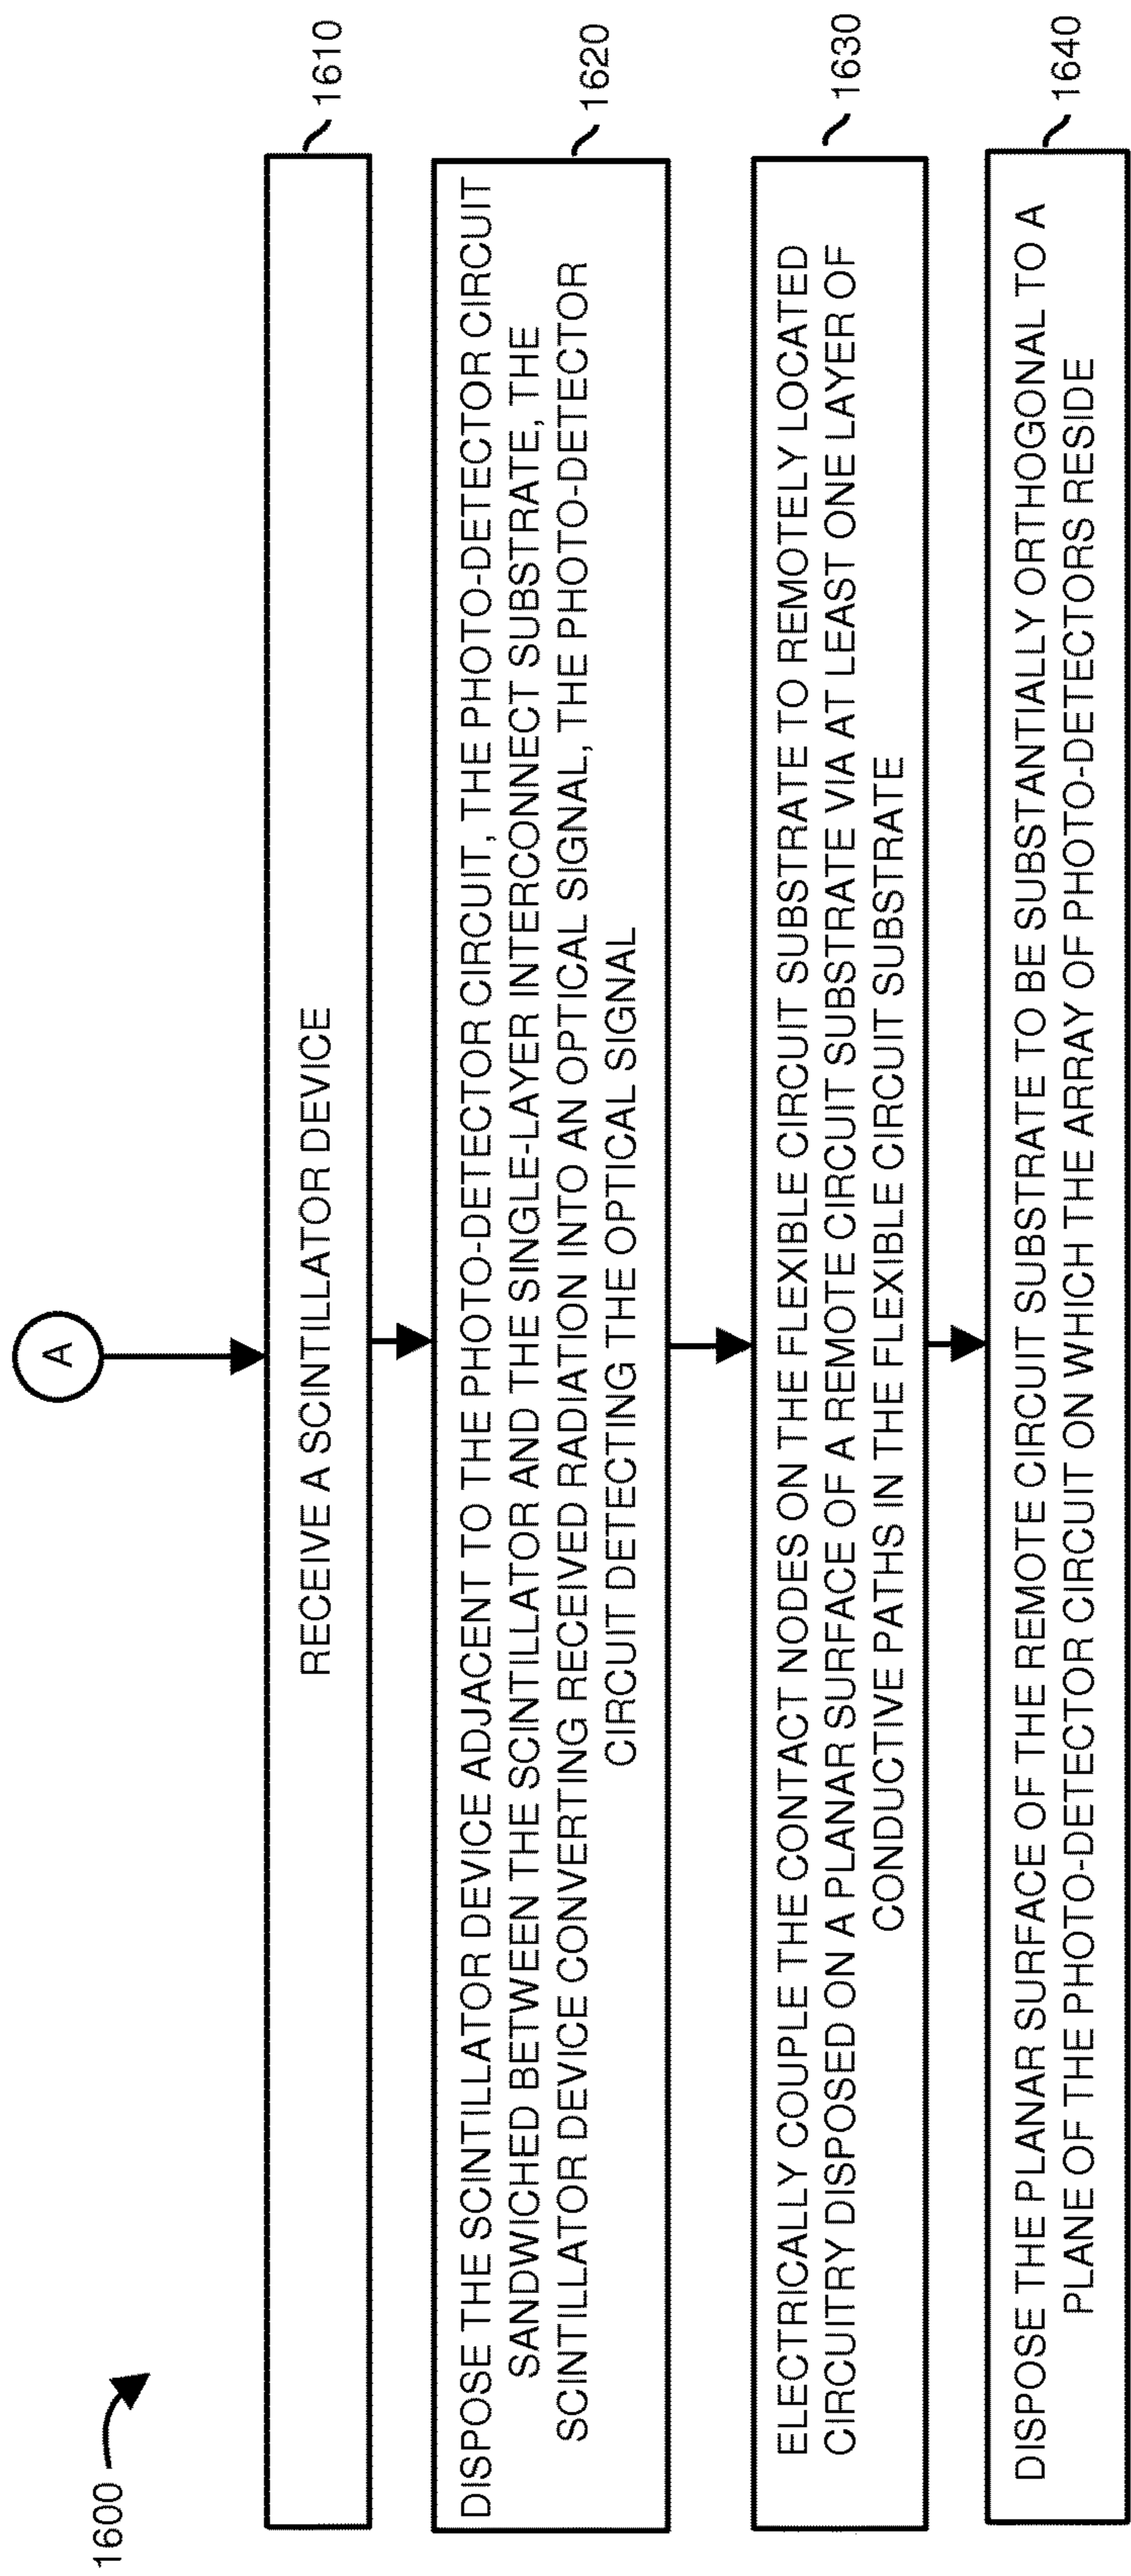 1600
A
RECEIVE A SCINTILLATOR DEVICE
1610
DISPOSE THE SCINTILLATOR DEVICE ADJACENT TO THE PHOTO-DETECTOR CIRCUIT, THE PHOTO-DETECTOR CIRCUIT
SANDWICHED BETWEEN THE SCINTILLATOR AND THE SINGLE-LAYER INTERCONNECT SUBSTRATE, THE
SCINTILLATOR DEVICE CONVERTING RECEIVED RADIATION INTO AN OPTICAL SIGNAL, THE PHOTO-DETECTOR
CIRCUIT DETECTING THE OPTICAL SIGNAL
1620
ELECTRICALLY COUPLE THE CONTACT NODES ON THE FLEXIBLE CIRCUIT SUBSTRATE TO REMOTELY LOCATED
CIRCUITRY DISPOSED ON A PLANAR SURFACE OF A REMOTE CIRCUIT SUBSTRATE VIA AT LEAST ONE LAYER OF
CONDUCTIVE PATHS IN THE FLEXIBLE CIRCUIT SUBSTRATE
1630
DISPOSE THE PLANAR SURFACE OF THE REMOTE CIRCUIT SUBSTRATE TO BE SUBSTANTIALLY ORTHOGONAL TO A
PLANE OF THE PHOTO-DETECTOR CIRCUIT ON WHICH THE ARRAY OF PHOTO-DETECTORS RESIDE
1640